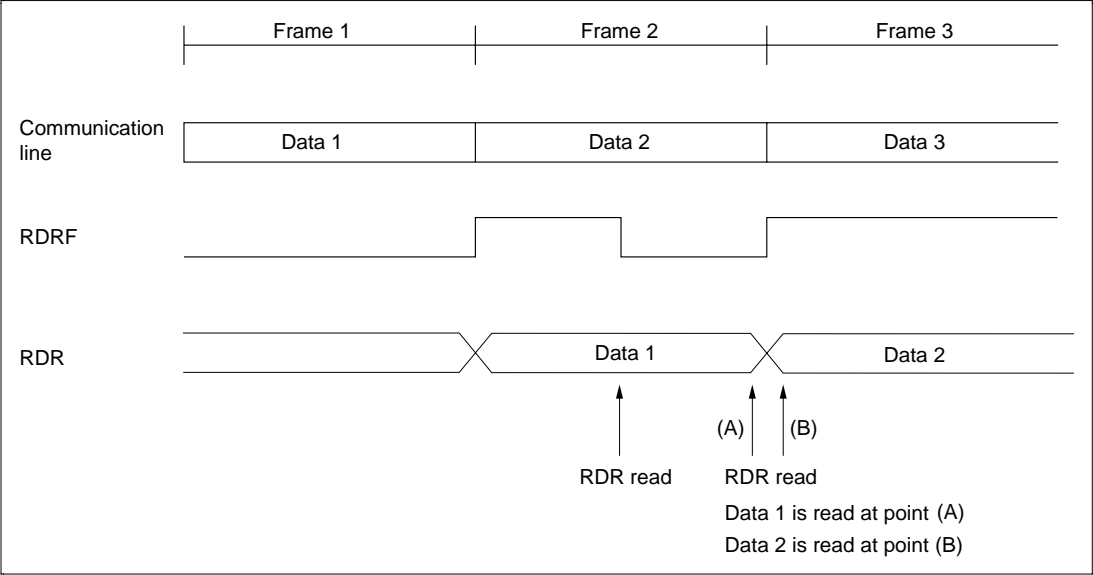 Frame 1 Frame 2 Frame 3
Communication
line
Data 1 Data 2 Data 3
RDRF
RDR
Data 1 Data 2
(A) (B)
RDR read RDR read
Data 1 is read at point (A)
Data 2 is read at point (B)